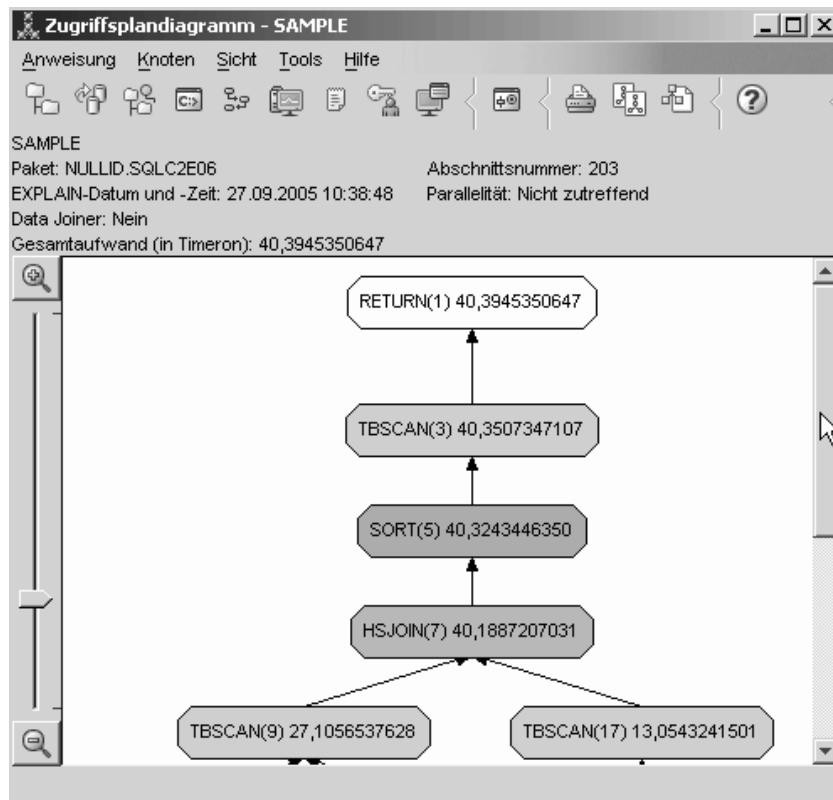 Zugriffsplandiagramm - SAMPLE
Anweisung Knoten Sicht Tools Hilfe
SAMPLE
Paket: NULLID.SQLC2E06 Abschnittsnummer: 203
EXPLAIN-Datum und -Zeit: 27.09.2005 10:38:48 Parallelität: Nicht zutreffend
Data Joiner: Nein
Gesamtaufwand (in Timeron): 40,3945350647
RETURN(1) 40,3945350647
TBSCAN(3) 40,3507347107
SORT(5) 40,3243446350
HSJOIN(7) 40,1887207031
TBSCAN(9) 27,1056537628 TBSCAN(17) 13,0543241501